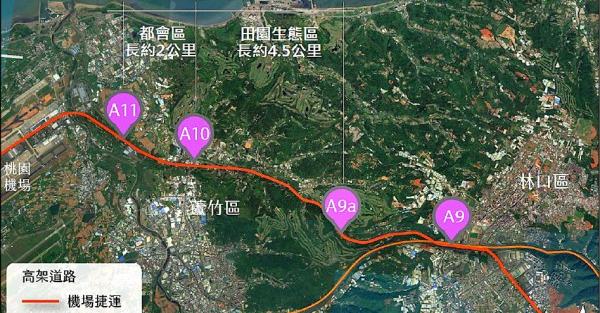 都會區
長約2公里
田園生態區
長約4.5公里
A11
A10
桃園
機場
蘆竹區
A9a
A9
林口區
高架道路
機場捷運